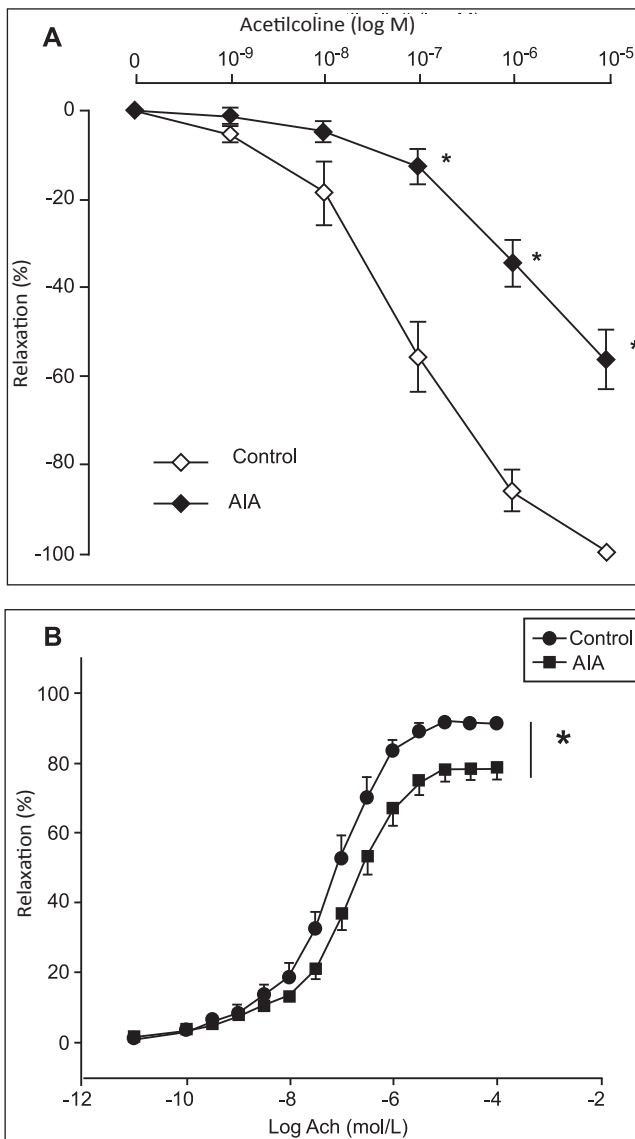 Acetilcoline (log M)
A
0 10⁻⁹ 10⁻⁸ 10⁻⁷ 10⁻⁶ 10⁻⁵
0
-20
-40
-60
-80
-100
Relaxation (%)
*
*
*
Control
AIA
B
Control
AIA
100
80
60
40
20
0
Relaxation (%)
*
-12 -10 -8 -6 -4 -2
Log Ach (mol/L)